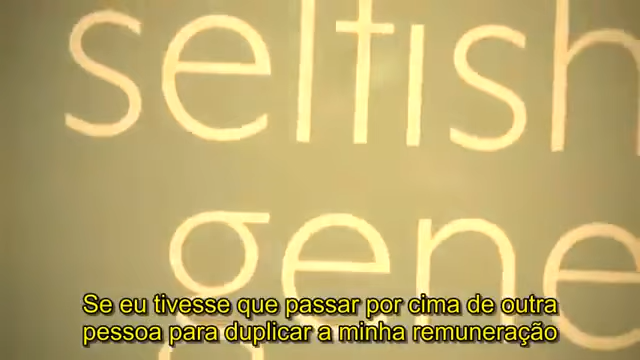 selfish
gene
Se eu tivesse que passar por cima de outra
pessoa para duplicar a minha remuneração